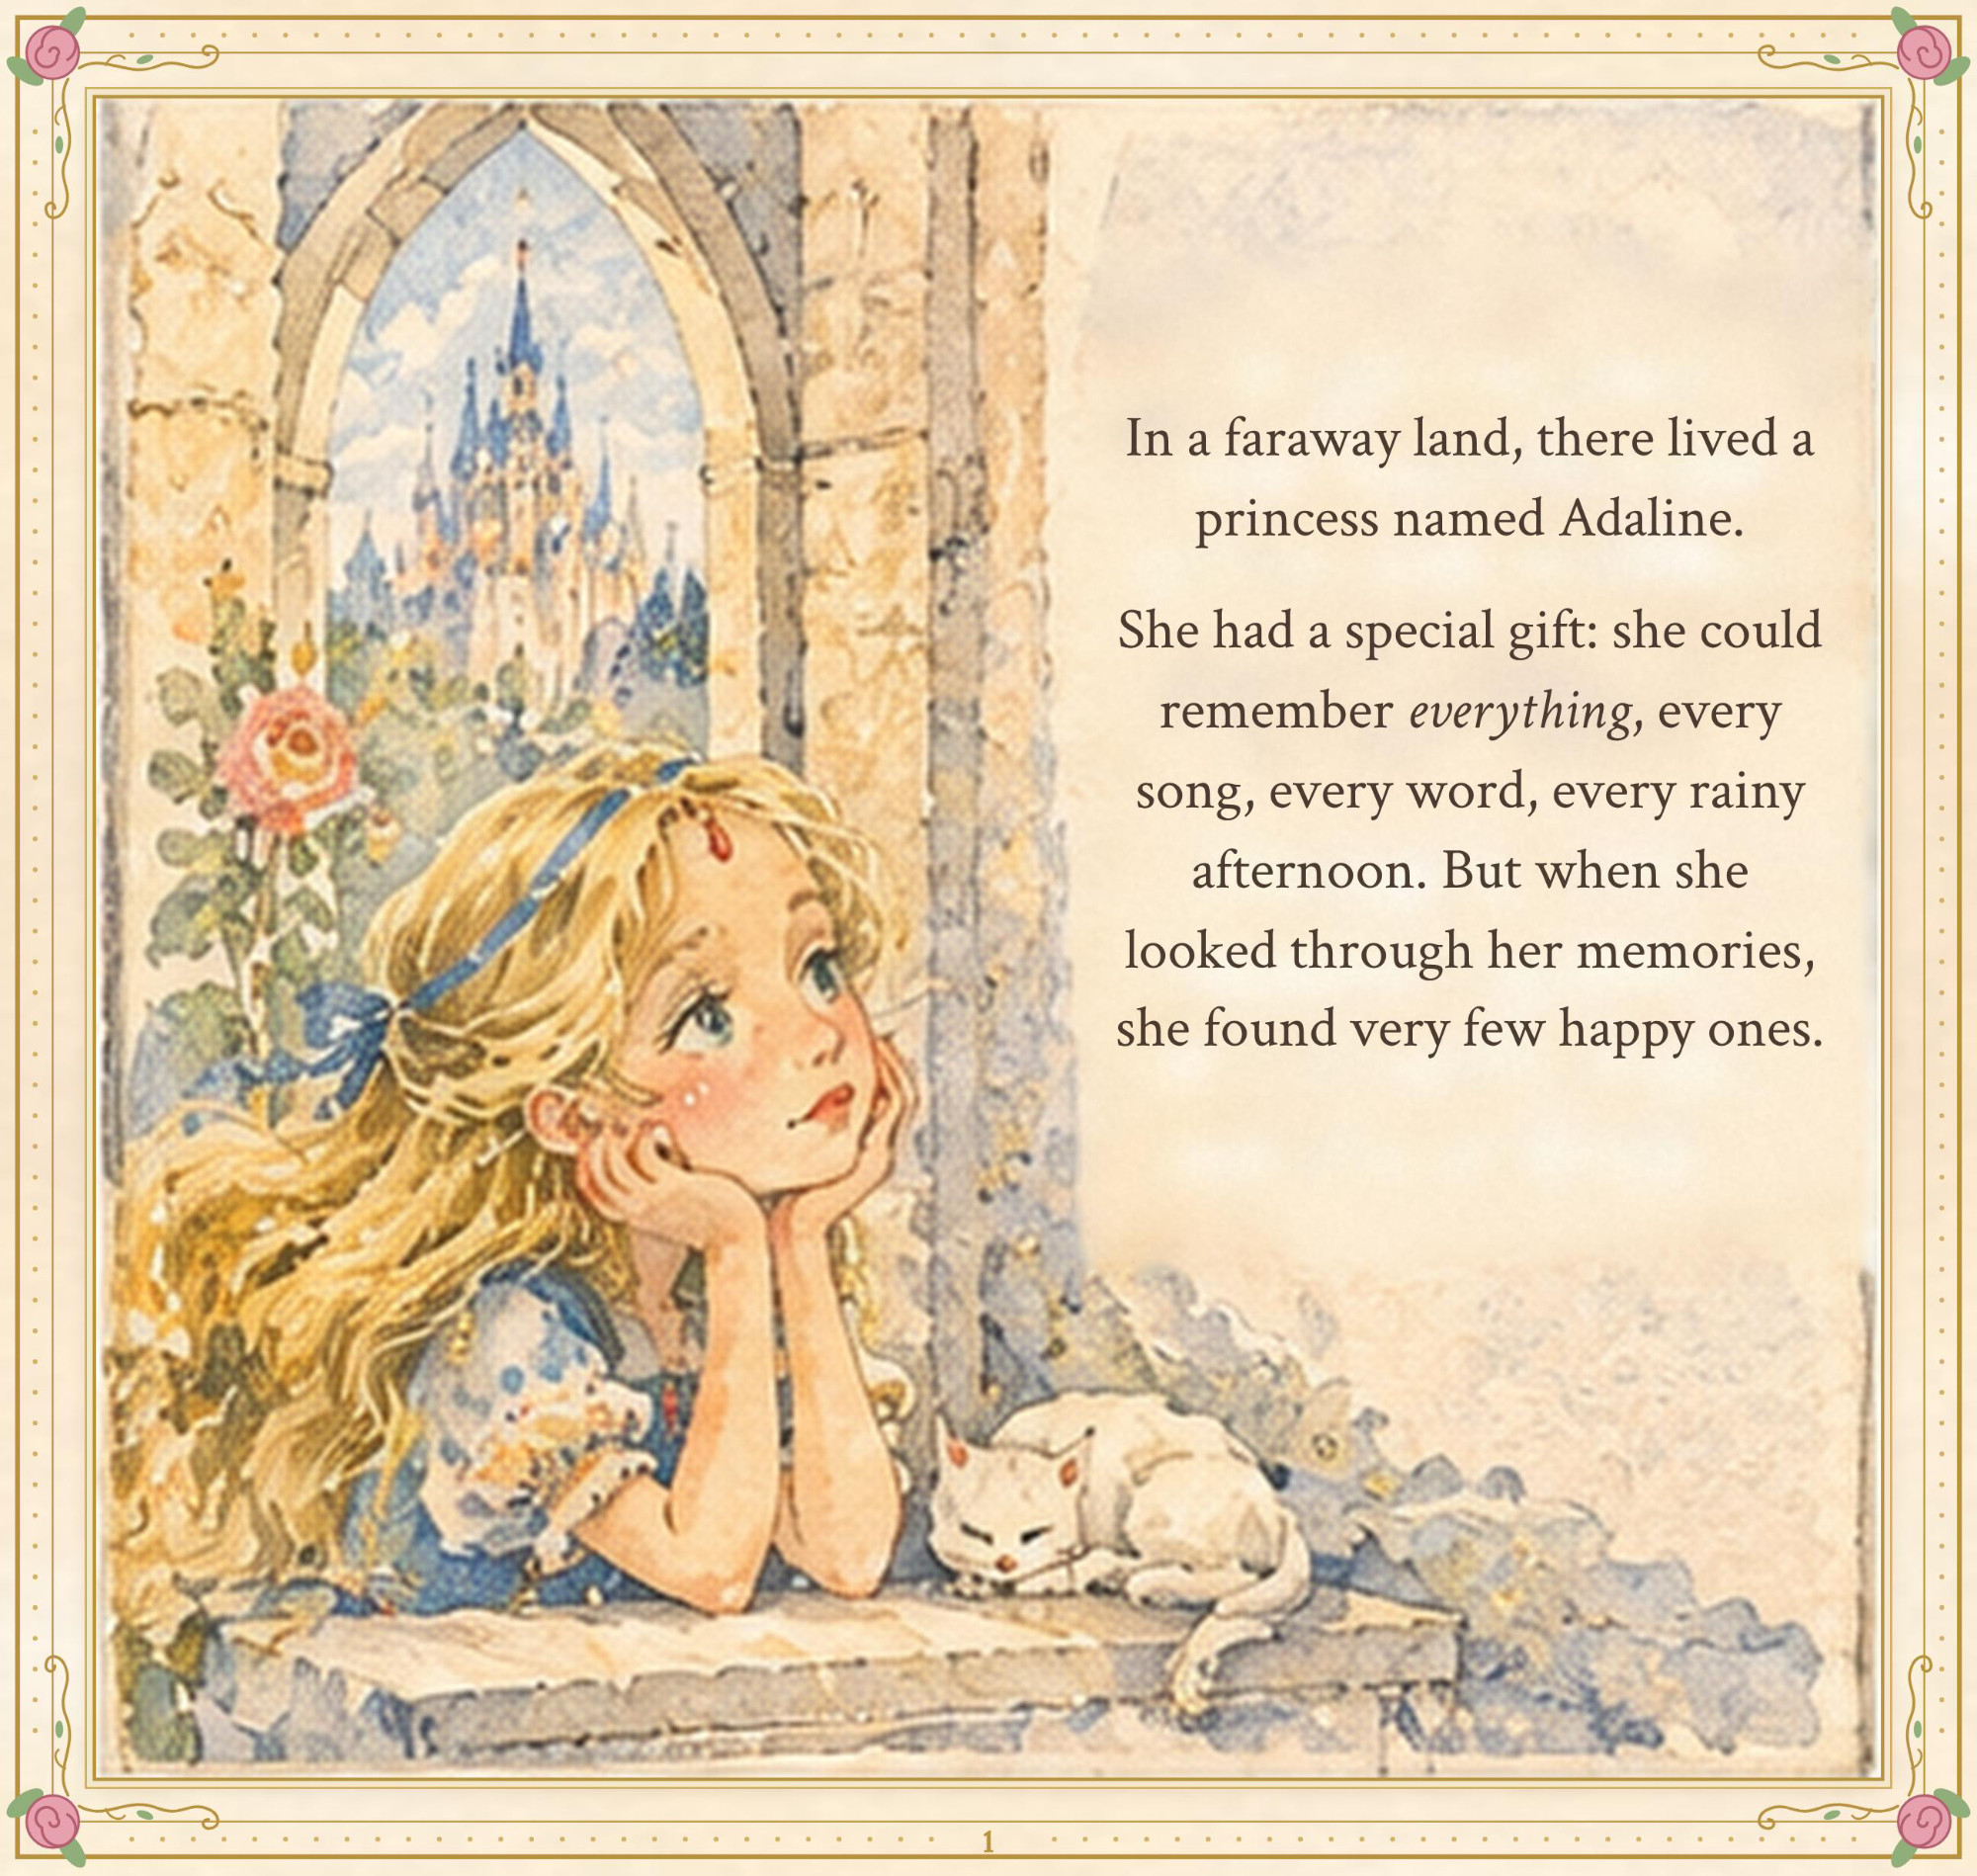 In a faraway land, there lived a
princess named Adaline.
She had a special gift: she could
remember everything, every
song, every word, every rainy
afternoon. But when she
looked through her memories,
she found very few happy ones.
1